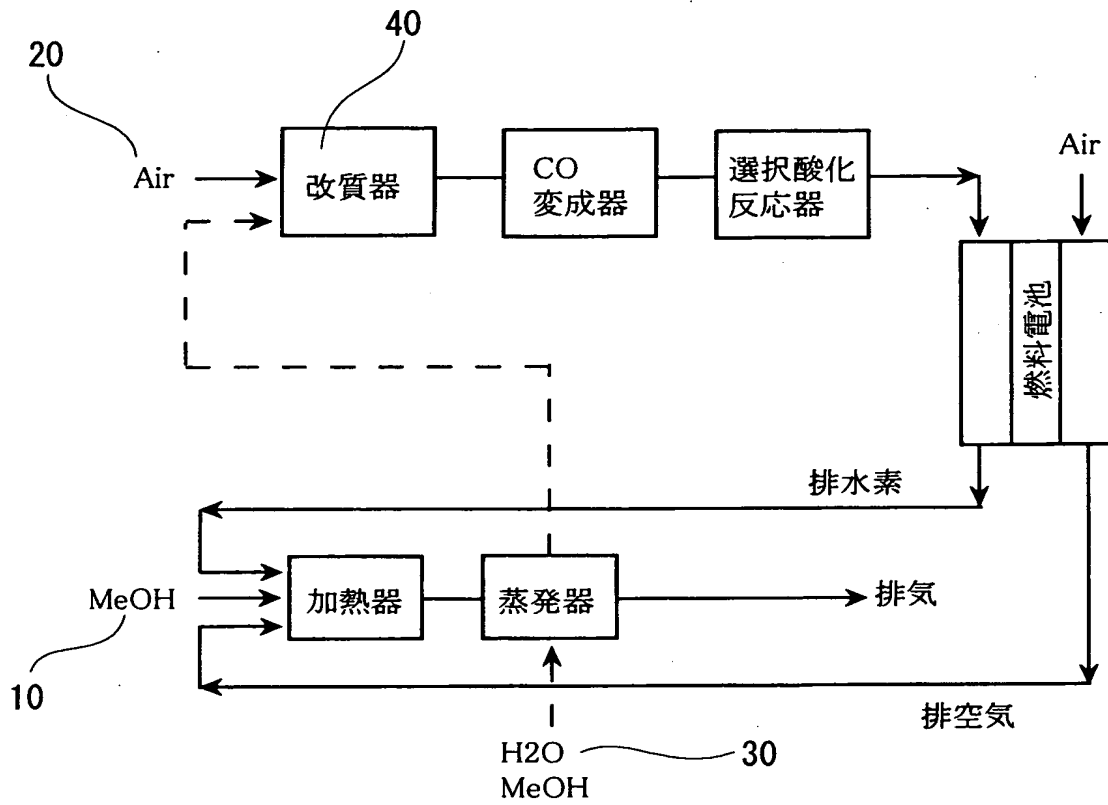 40
20
Air
改質器
CO
変成器
選択酸化
反応器
Air
燃料電池
排水素
MeOH
加熱器
蒸発器
排気
10
排空気
H2O
30
MeOH